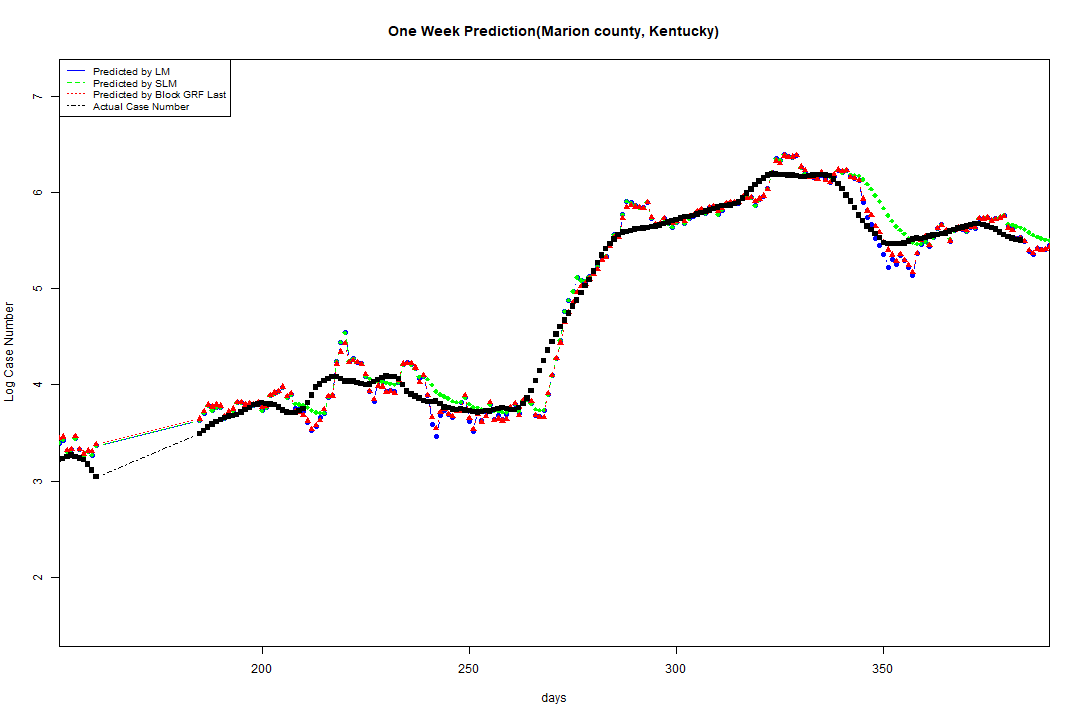 One Week Prediction(Marion county, Kentucky)
Predicted by LM
Predicted by SLM
Predicted by Block GRF Last
Actual Case Number
7
6
5
4
3
2
Log Case Number
200 250 300 350
days